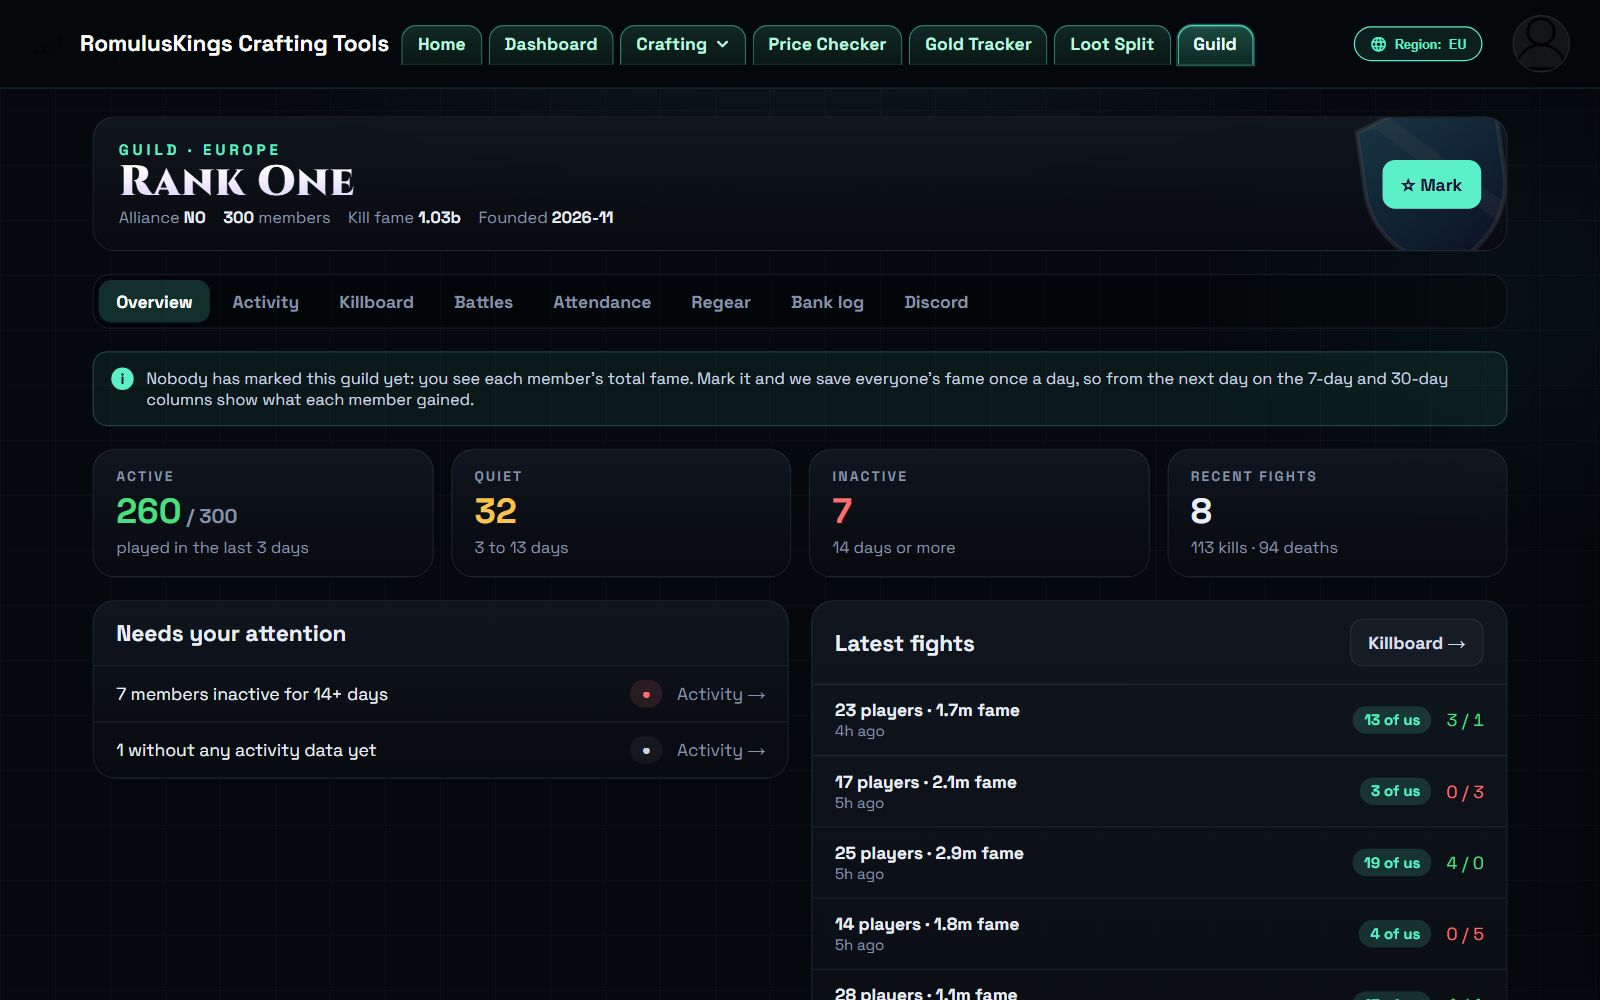 RomulusKings Crafting Tools
Home
Dashboard
Crafting
Price Checker
Gold Tracker
Loot Split
Guild
Region: EU
GUILD · EUROPE
Rank One
Alliance NO 300 members Kill fame 1.03b Founded 2026-11
☆ Mark
Overview
Activity
Killboard
Battles
Attendance
Regear
Bank log
Discord
Nobody has marked this guild yet: you see each member's total fame. Mark it and we save everyone's fame once a day, so from the next day on the 7-day and 30-day
columns show what each member gained.
ACTIVE
260 / 300
played in the last 3 days
QUIET
32
3 to 13 days
INACTIVE
7
14 days or more
RECENT FIGHTS
8
113 kills · 94 deaths
Needs your attention
7 members inactive for 14+ days
Activity →
1 without any activity data yet
Activity →
Latest fights
Killboard →
23 players · 1.7m fame
4h ago
13 of us
3 / 1
17 players · 2.1m fame
5h ago
3 of us
0 / 3
25 players · 2.9m fame
5h ago
19 of us
4 / 0
14 players · 1.8m fame
5h ago
4 of us
0 / 5
28 players · 1.1m fame